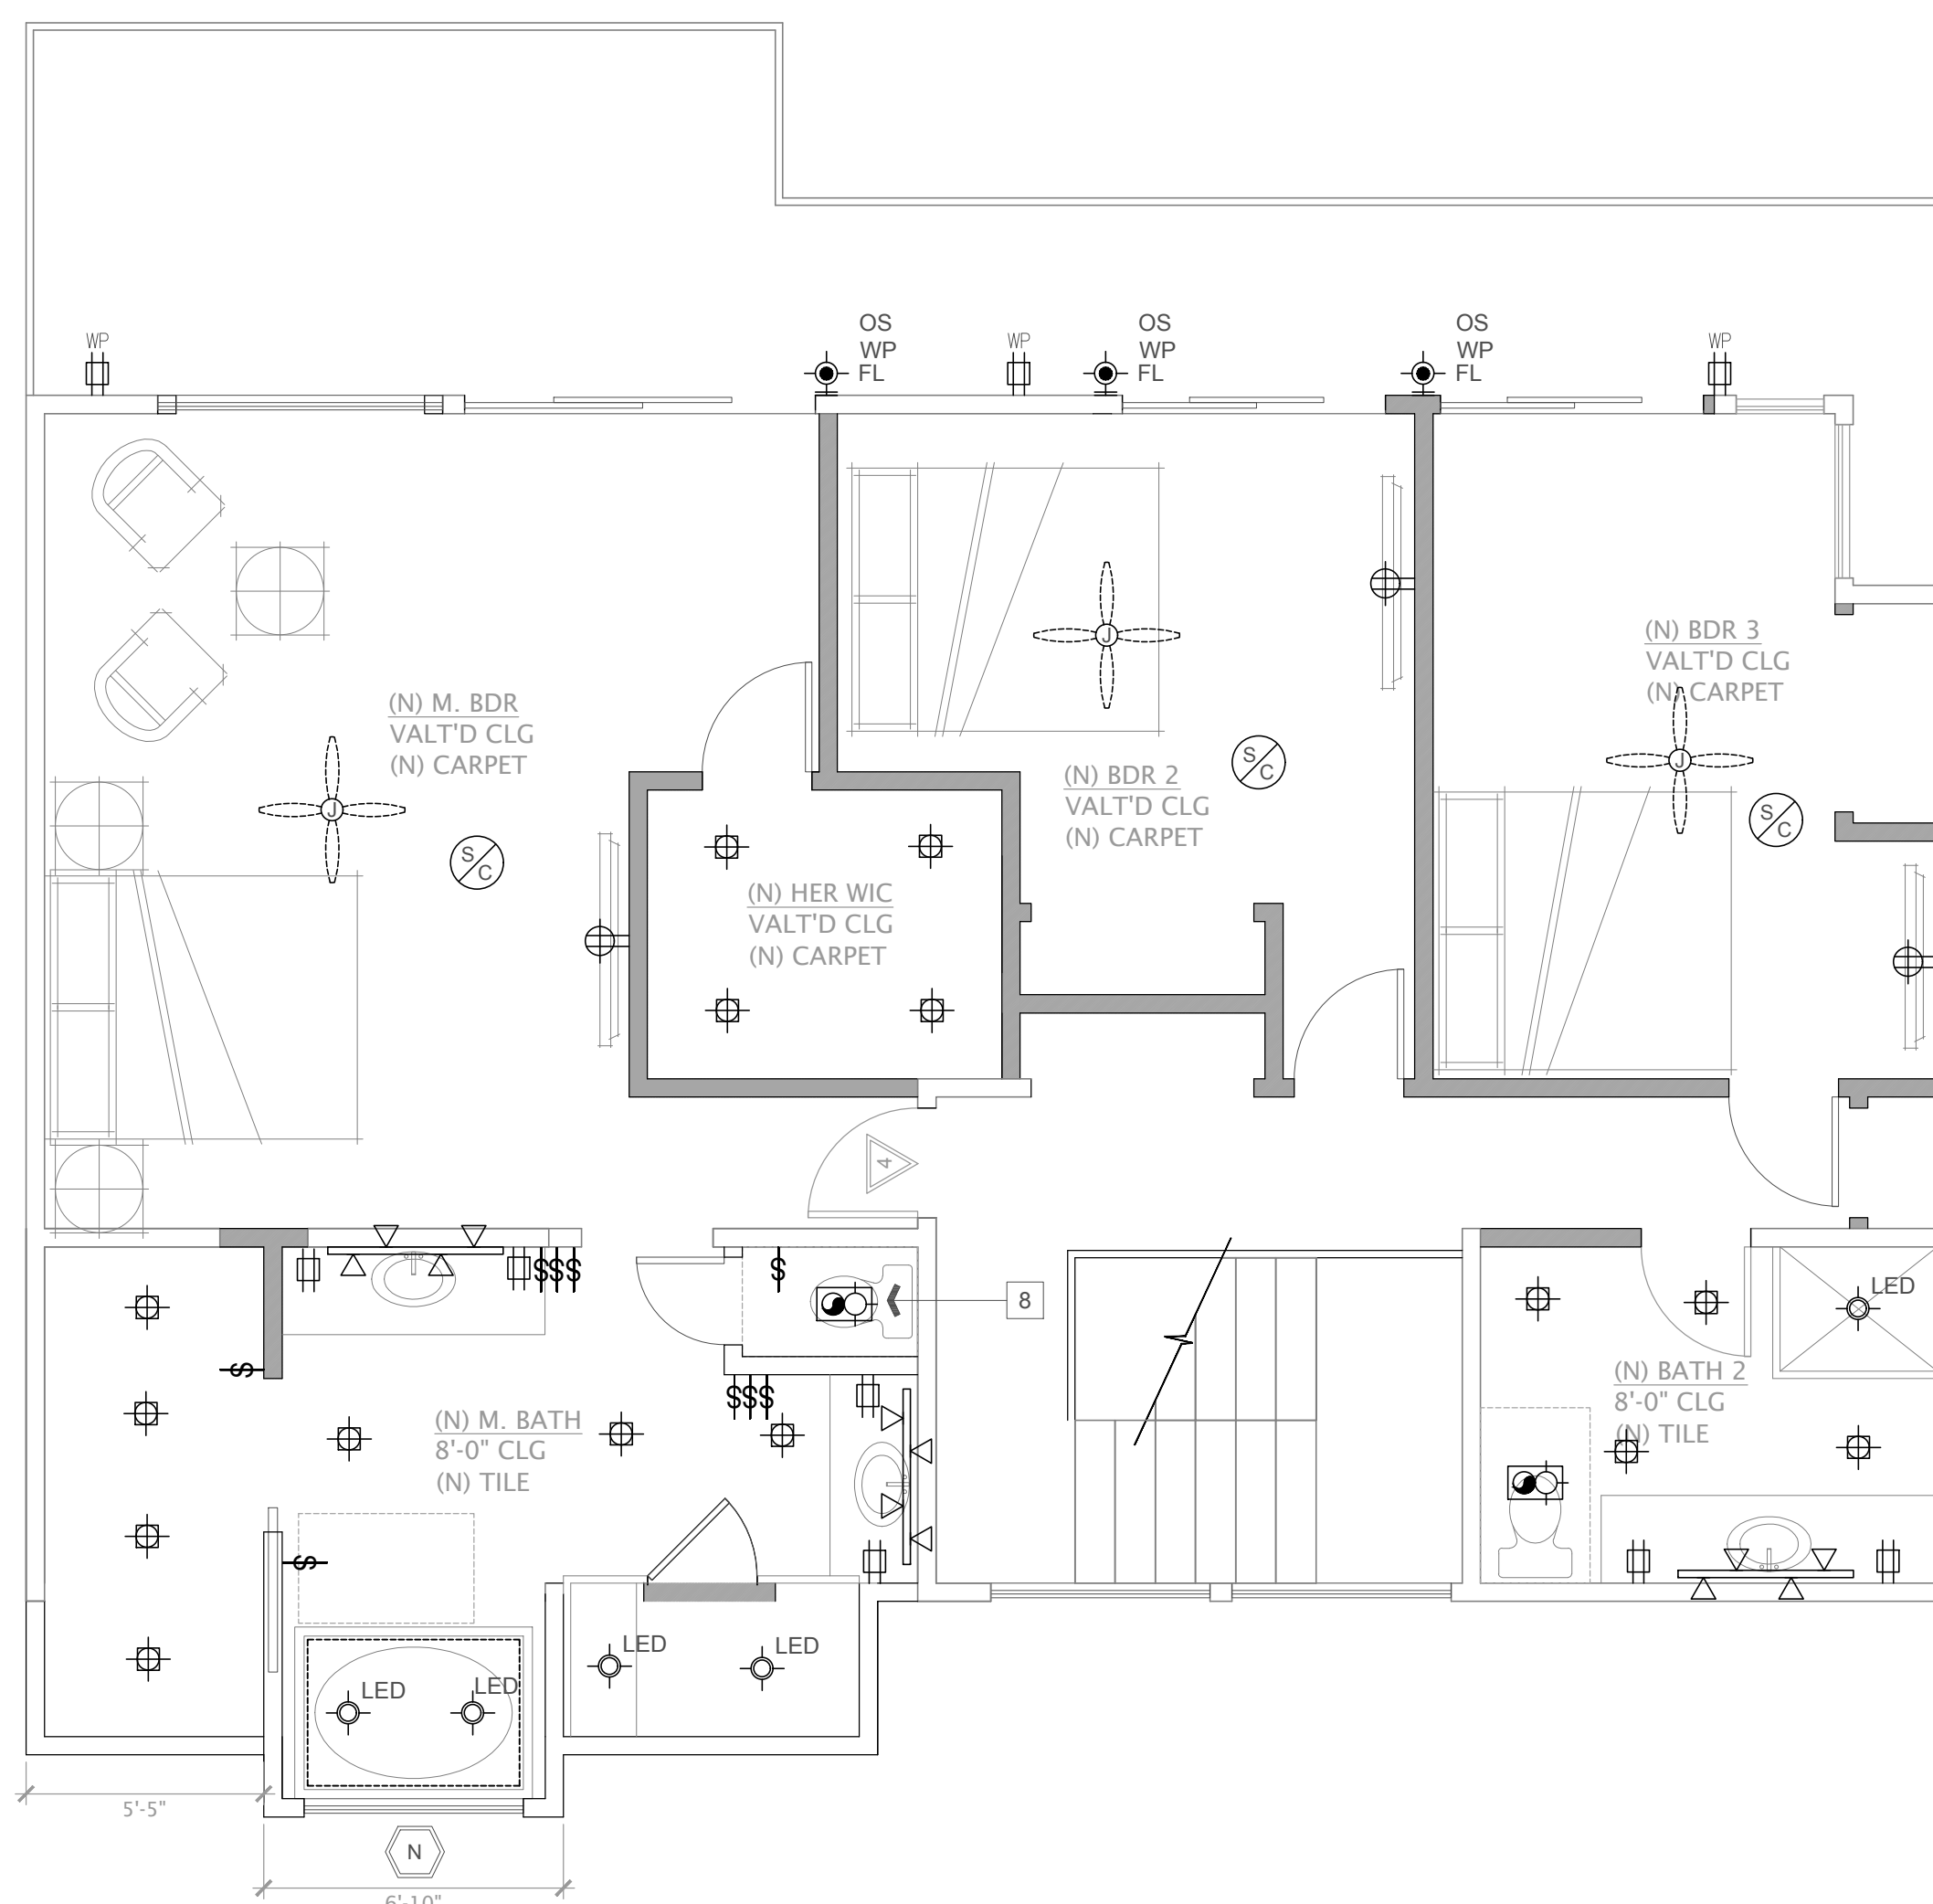 OS
WP
FL
OS
WP
FL
OS
WP
FL
WP
WP
WP
(N) M. BDR
VALT'D CLG
(N) CARPET
J
S/C
(N) HER WIC
VALT'D CLG
(N) CARPET
J
(N) BDR 2
VALT'D CLG
(N) CARPET
S/C
(N) BDR 3
VALT'D CLG
(N) CARPET
J
S/C
4
$$$
$
8
$
$$$
(N) M. BATH
8'-0" CLG
(N) TILE
$
LED
LED
LED
LED
LED
(N) BATH 2
8'-0" CLG
(N) TILE
5'-5"
N
6'-10"